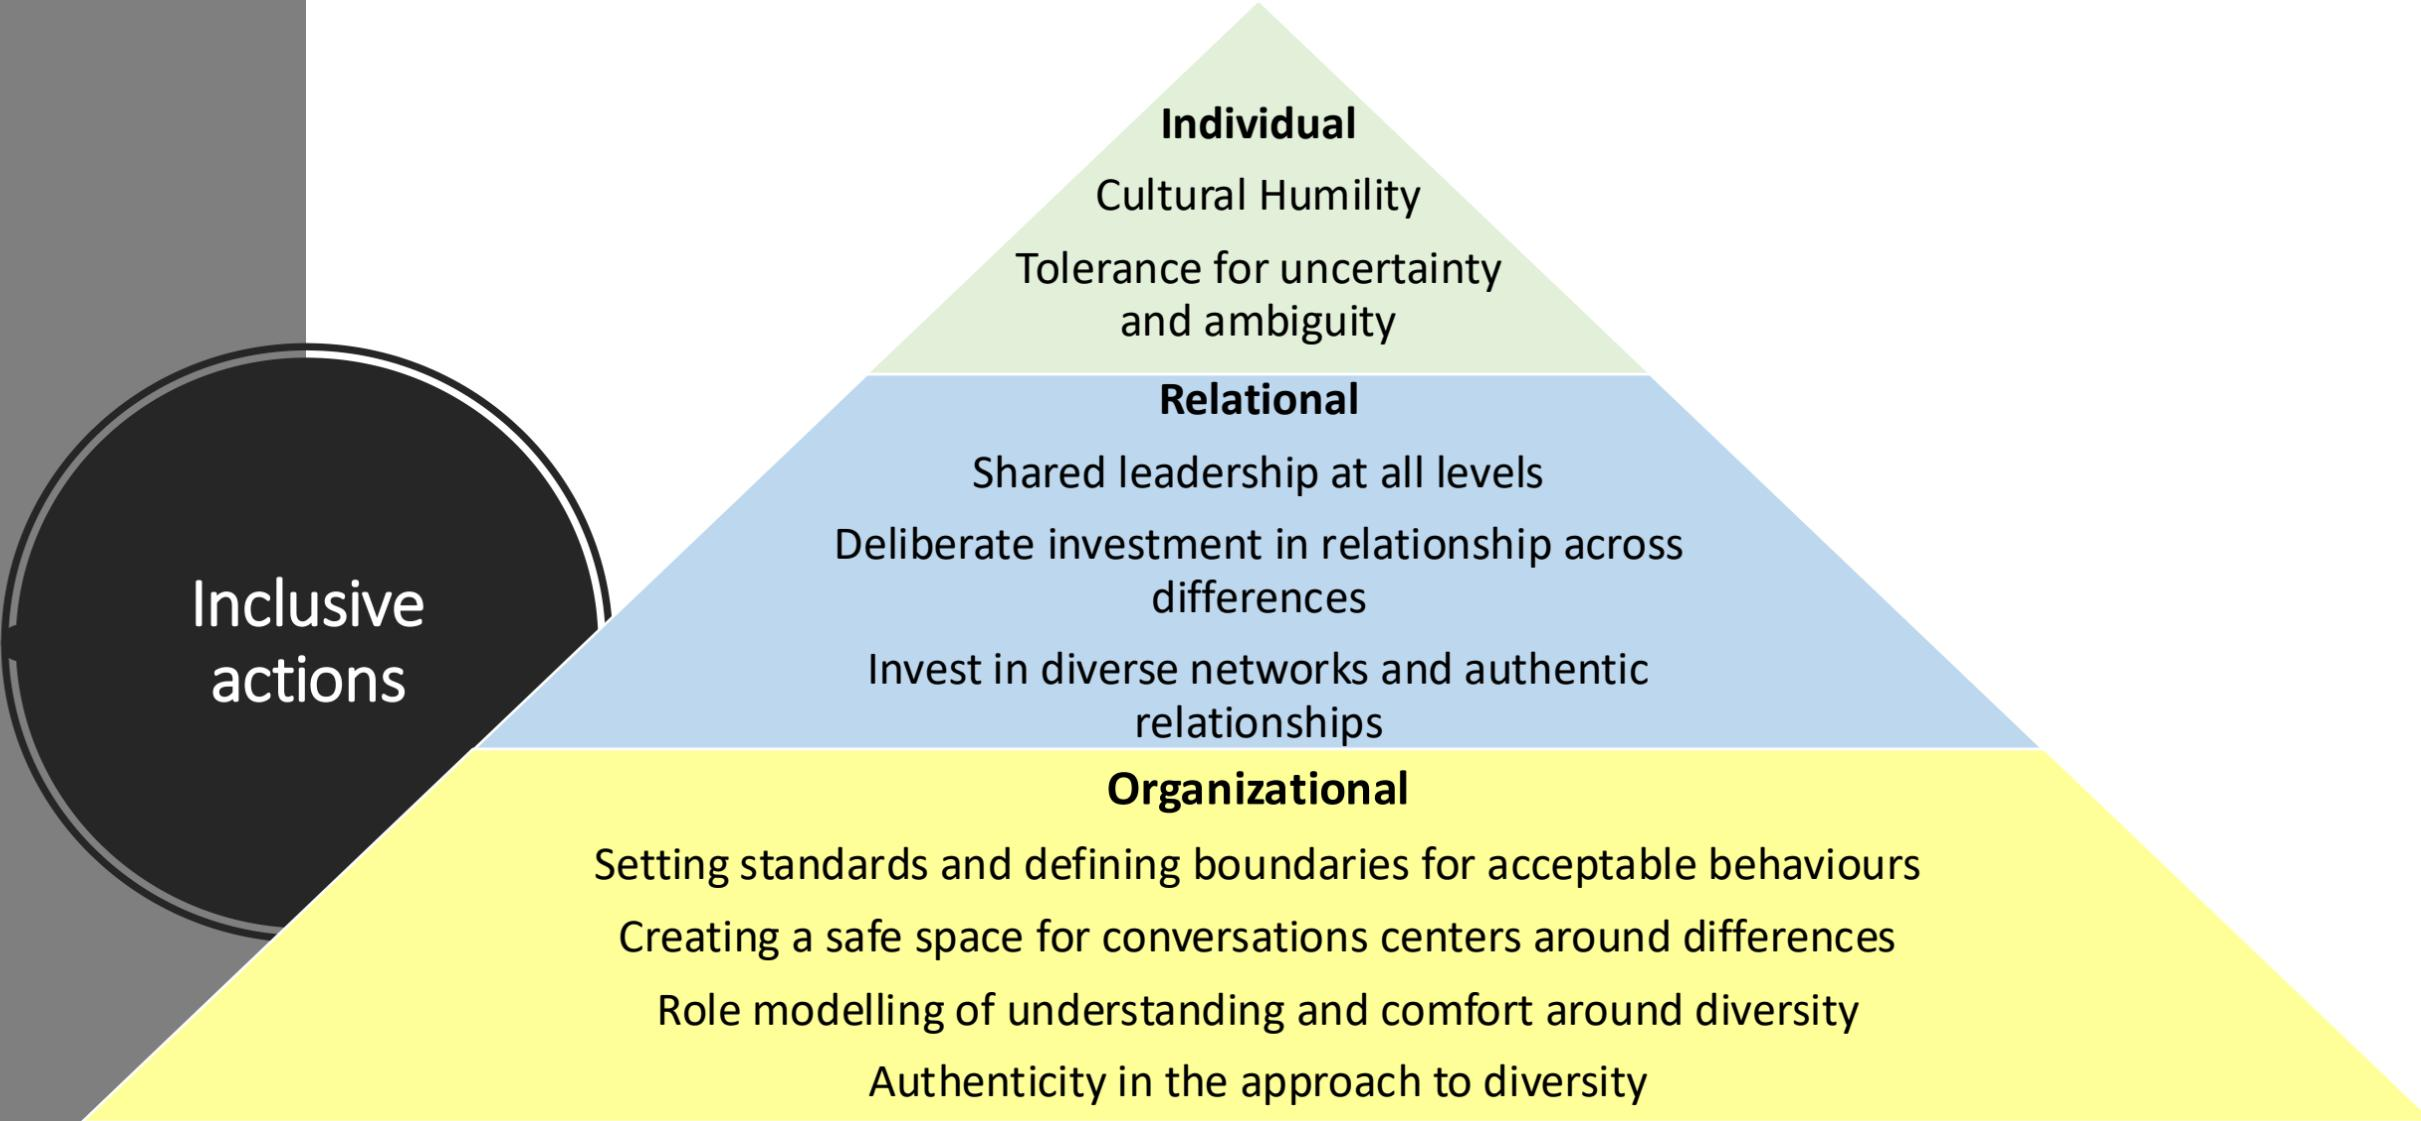 Inclusive
actions
Individual
Cultural Humility
Tolerance for uncertainty
and ambiguity
Relational
Shared leadership at all levels
Deliberate investment in relationship across
differences
Invest in diverse networks and authentic
relationships
Organizational
Setting standards and defining boundaries for acceptable behaviours
Creating a safe space for conversations centers around differences
Role modelling of understanding and comfort around diversity
Authenticity in the approach to diversity